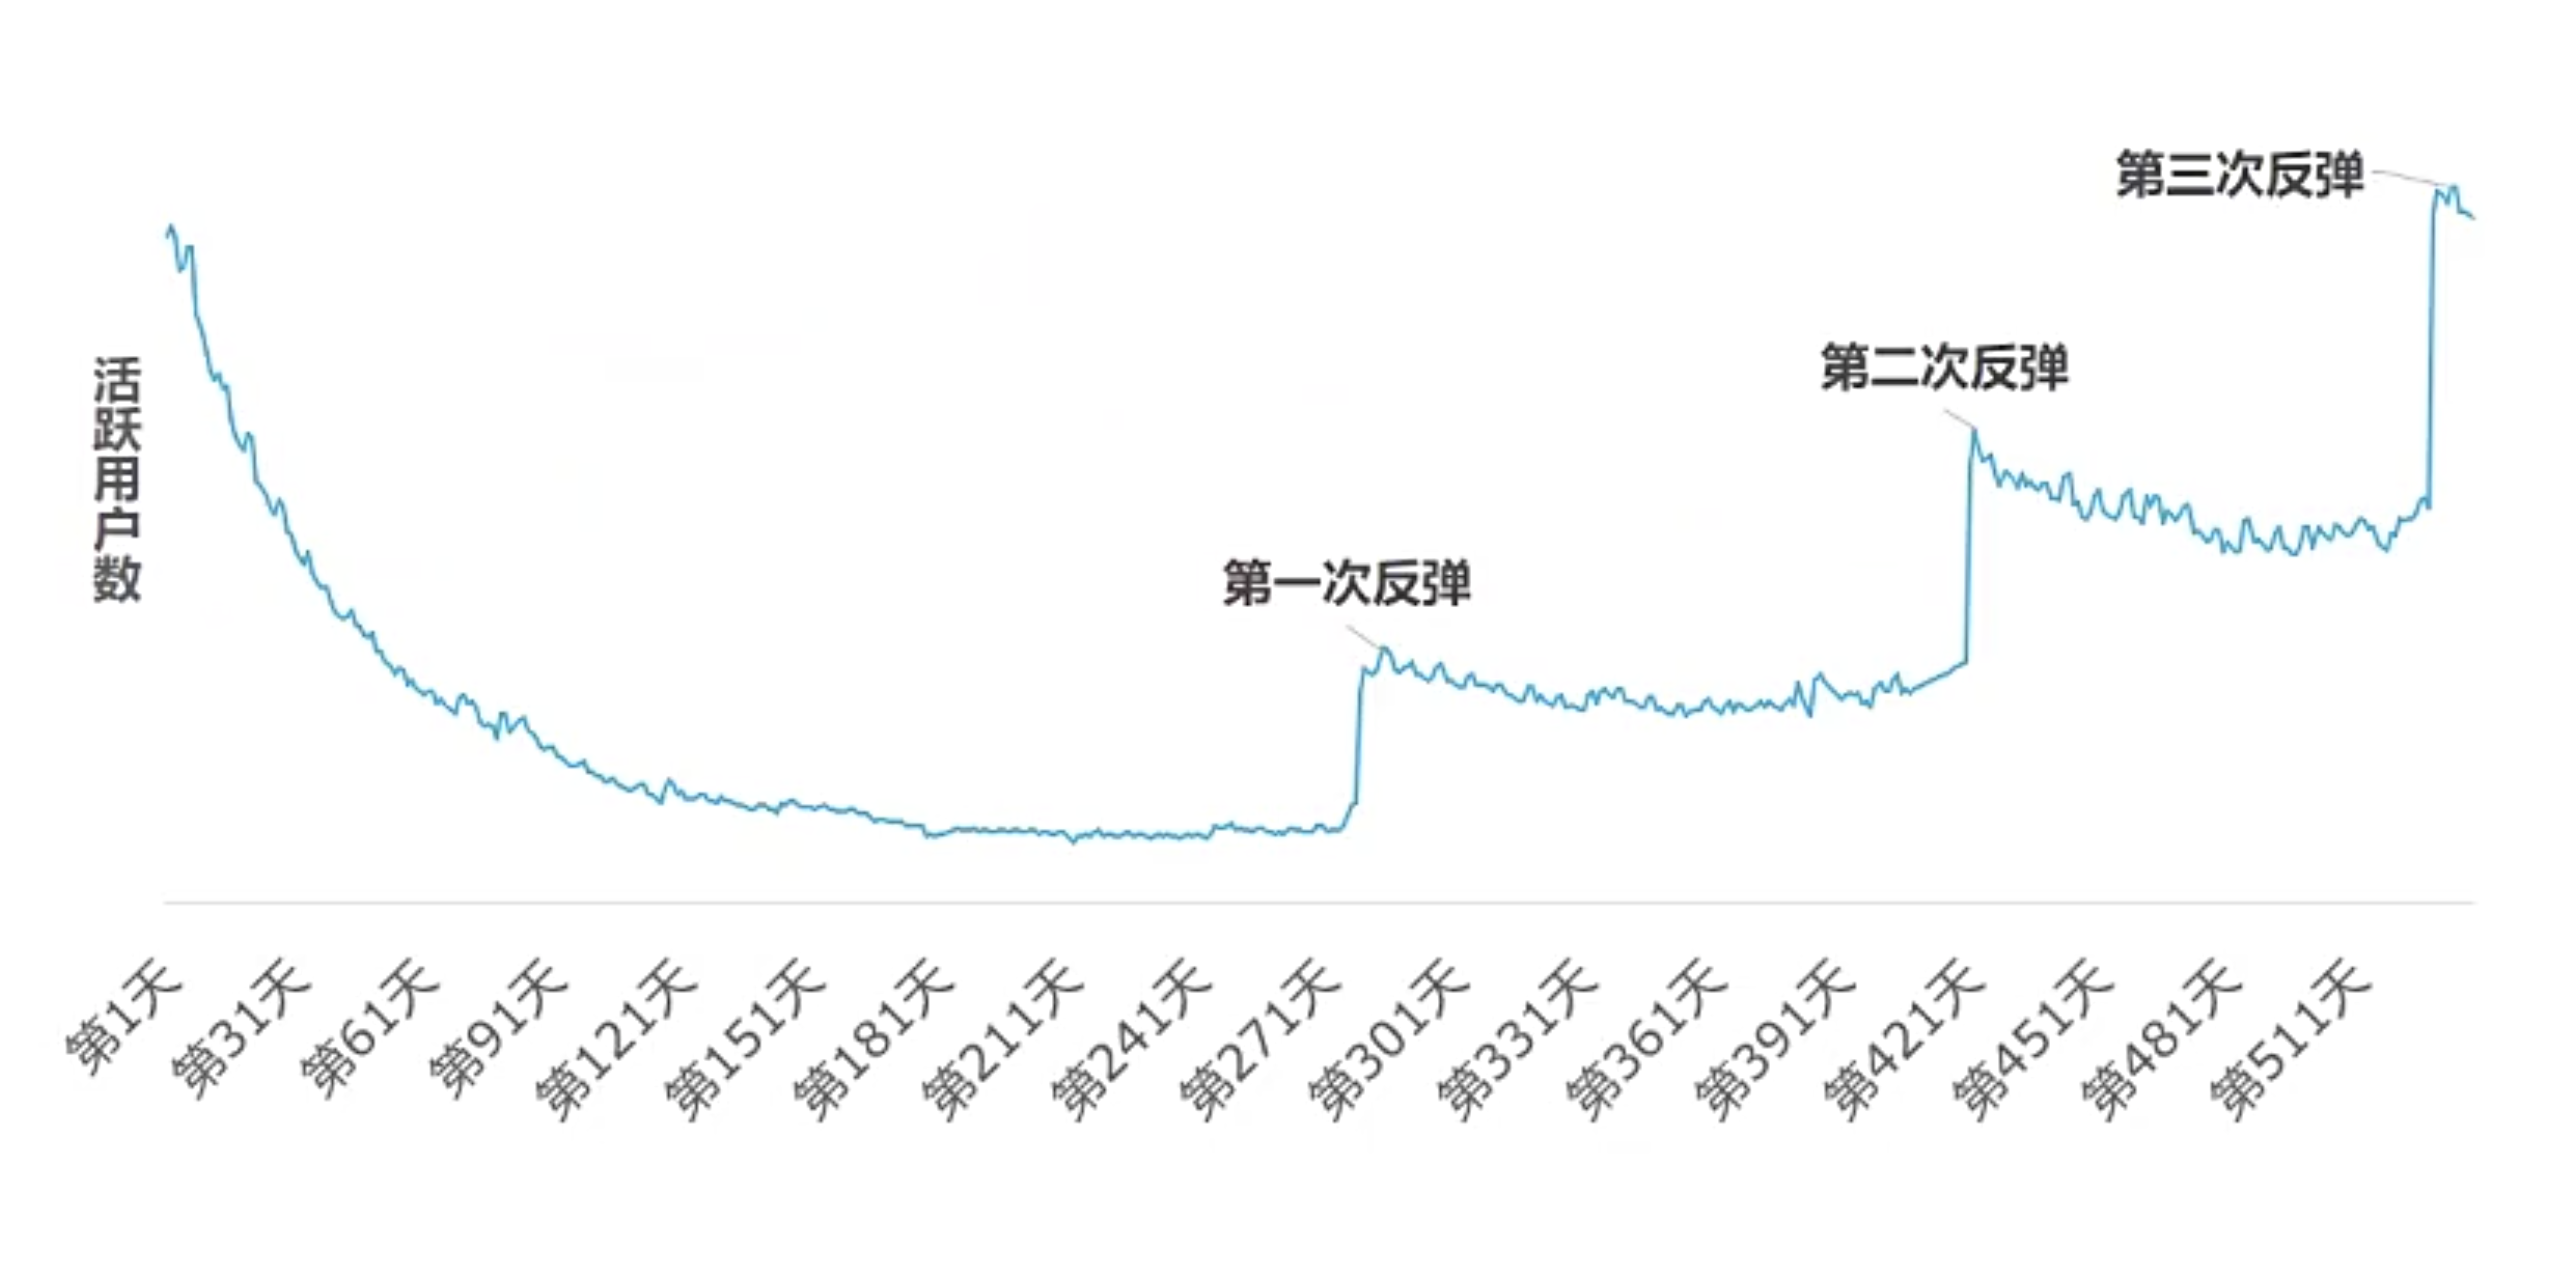 第三次反弹
第二次反弹
活跃用户数
第一次反弹
第1天
第31天
第61天
第91天
第121天
第151天
第181天
第211天
第241天
第271天
第301天
第331天
第361天
第391天
第421天
第451天
第481天
第511天